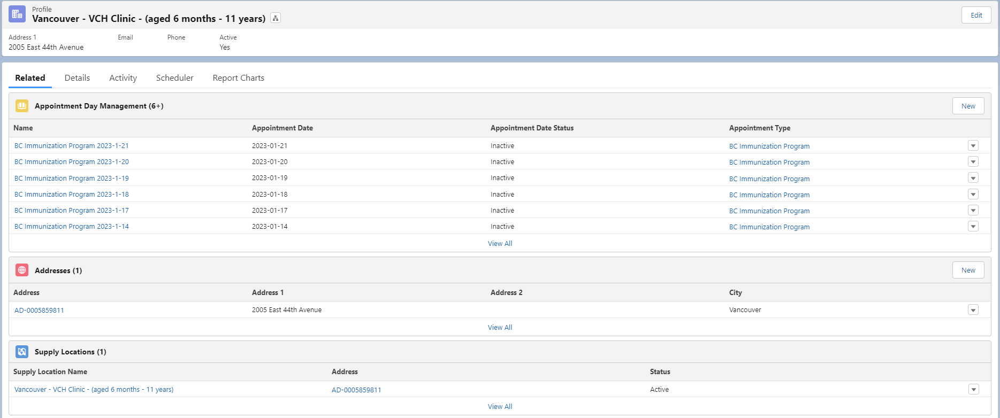 Profile
Vancouver - VCH Clinic - (aged 6 months - 11 years)
Edit
Address 1 Email Phone Active
2005 East 44th Avenue Yes
Related Details Activity Scheduler Report Charts
Appointment Day Management (6+) New
Name Appointment Date Appointment Date Status Appointment Type
BC Immunization Program 2023-1-21 2023-01-21 Inactive BC Immunization Program
BC Immunization Program 2023-1-20 2023-01-20 Inactive BC Immunization Program
BC Immunization Program 2023-1-19 2023-01-19 Inactive BC Immunization Program
BC Immunization Program 2023-1-18 2023-01-18 Inactive BC Immunization Program
BC Immunization Program 2023-1-17 2023-01-17 Inactive BC Immunization Program
BC Immunization Program 2023-1-14 2023-01-14 Inactive BC Immunization Program
View All
Addresses (1) New
Address Address 1 Address 2 City
AD-0005859811 2005 East 44th Avenue Vancouver
View All
Supply Locations (1)
Supply Location Name Address Status
Vancouver - VCH Clinic - (aged 6 months - 11 years) AD-0005859811 Active
View All